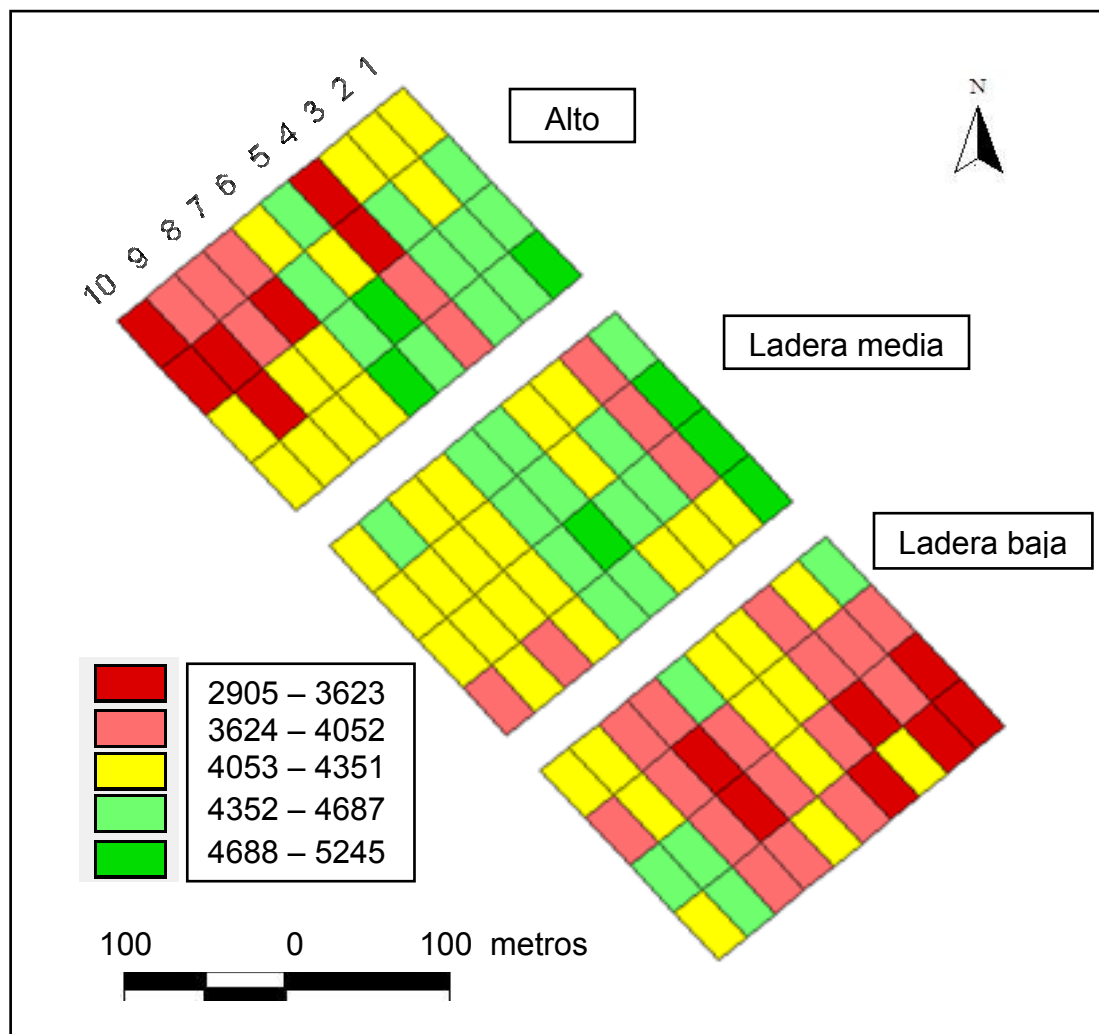 10 9 8 7 6 5 4 3 2 1
Alto
N
Ladera media
Ladera baja
2905 – 3623
3624 – 4052
4053 – 4351
4352 – 4687
4688 – 5245
100 0 100 metros